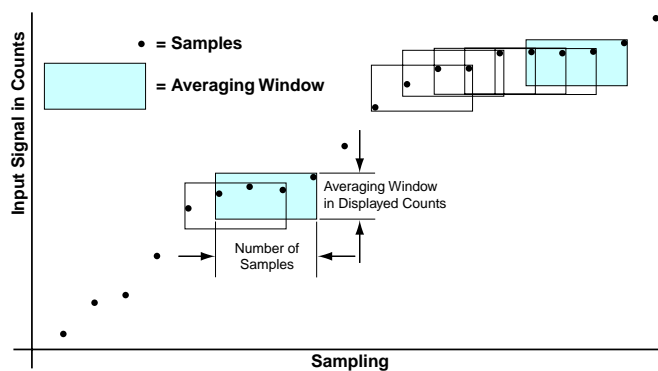 = Samples
= Averaging Window
Input Signal in Counts
Averaging Window
in Displayed Counts
Number of
Samples
Sampling